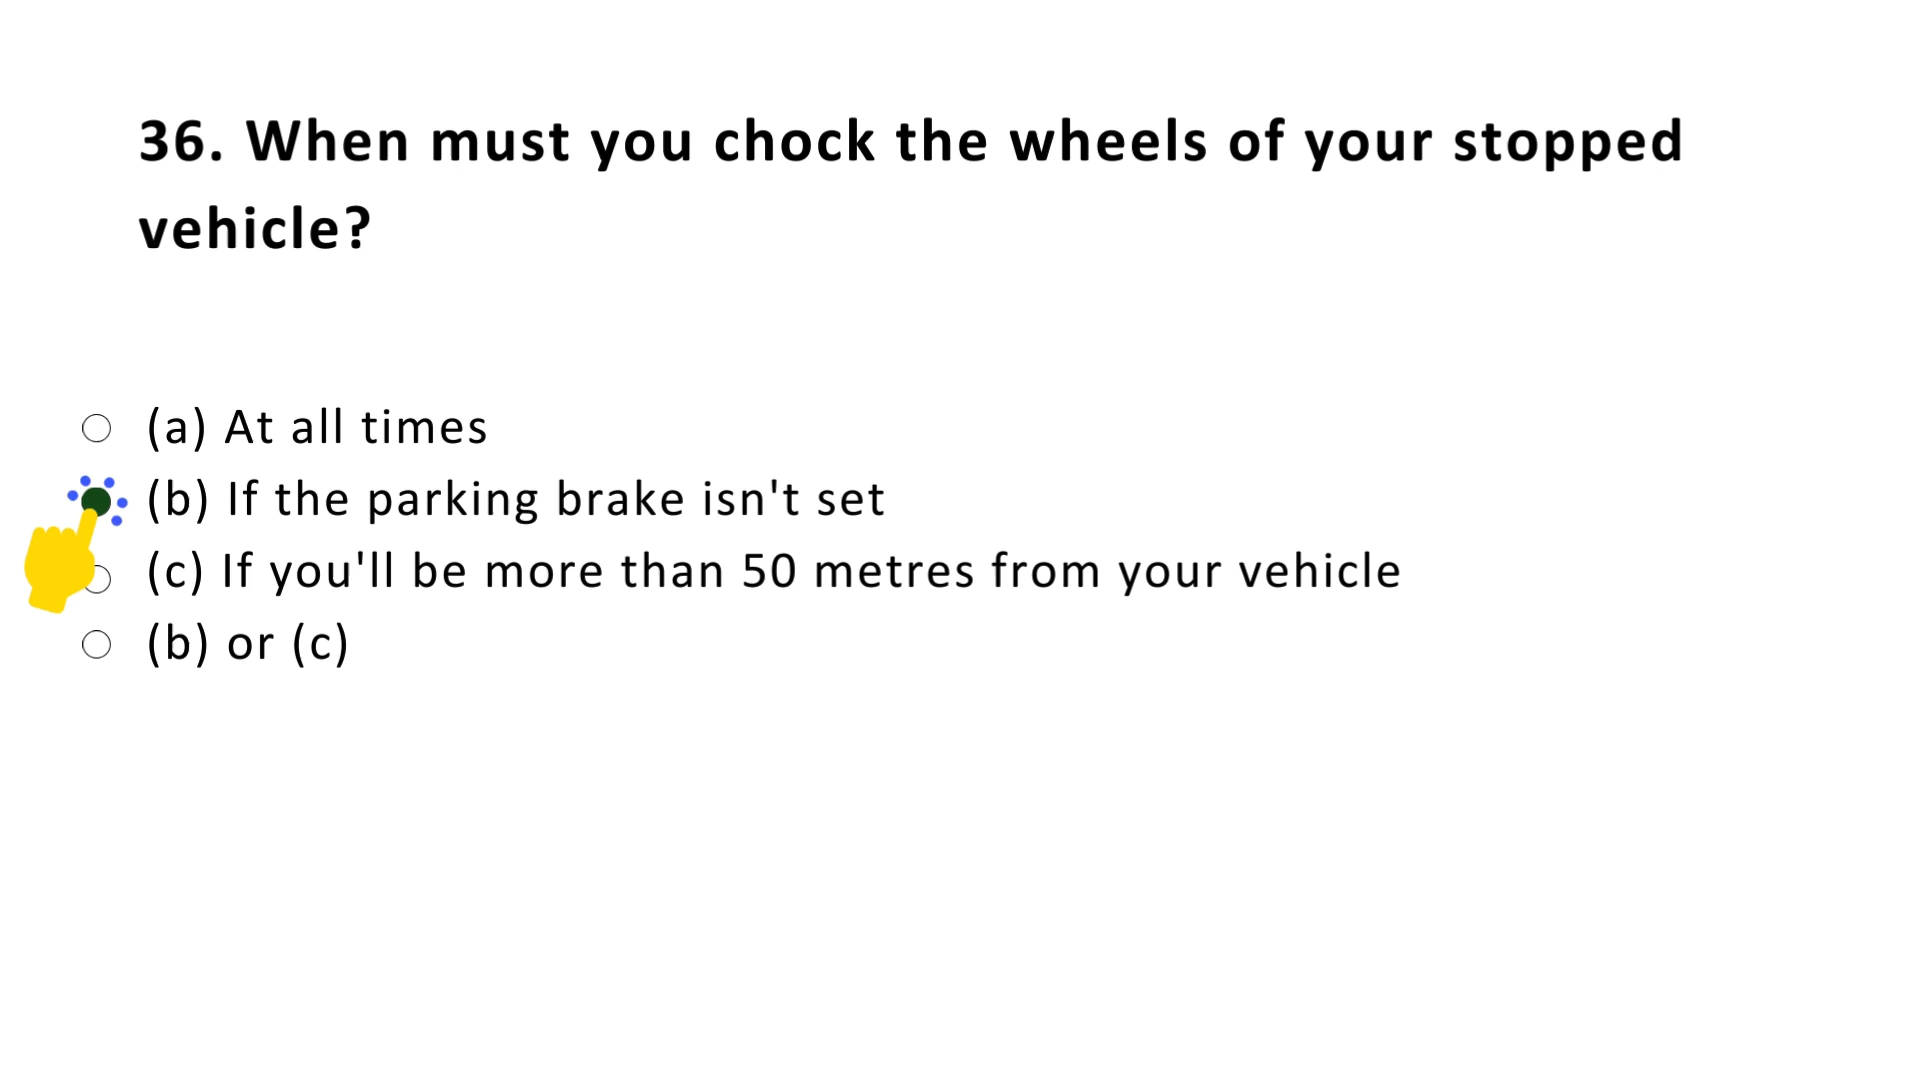 36. When must you chock the wheels of your stopped
vehicle?
(a) At all times
(b) If the parking brake isn't set
(c) If you'll be more than 50 metres from your vehicle
(b) or (c)